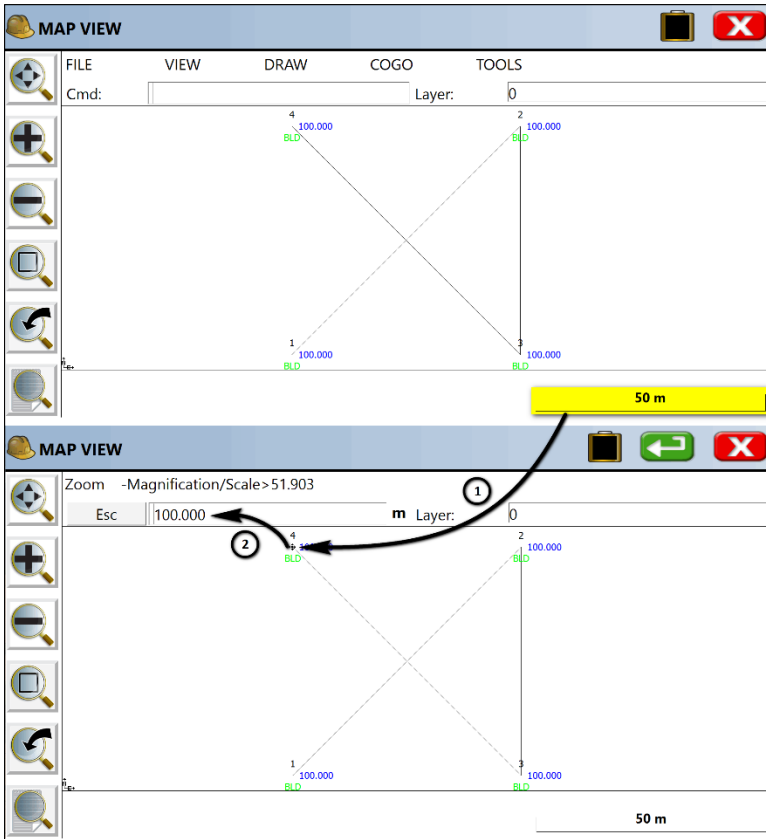 MAP VIEW
FILE VIEW DRAW COGO TOOLS
Cmd: Layer: 0
4 2
100.000 100.000
BLD BLD
1 3
100.000 100.000
BLD BLD
E
50 m
MAP VIEW
Zoom -Magnification/Scale>51.903
1
Esc 100.000 m Layer: 0
2
4 2
100.000
BLD BLD
1 3
100.000 100.000
BLD BLD
E
50 m